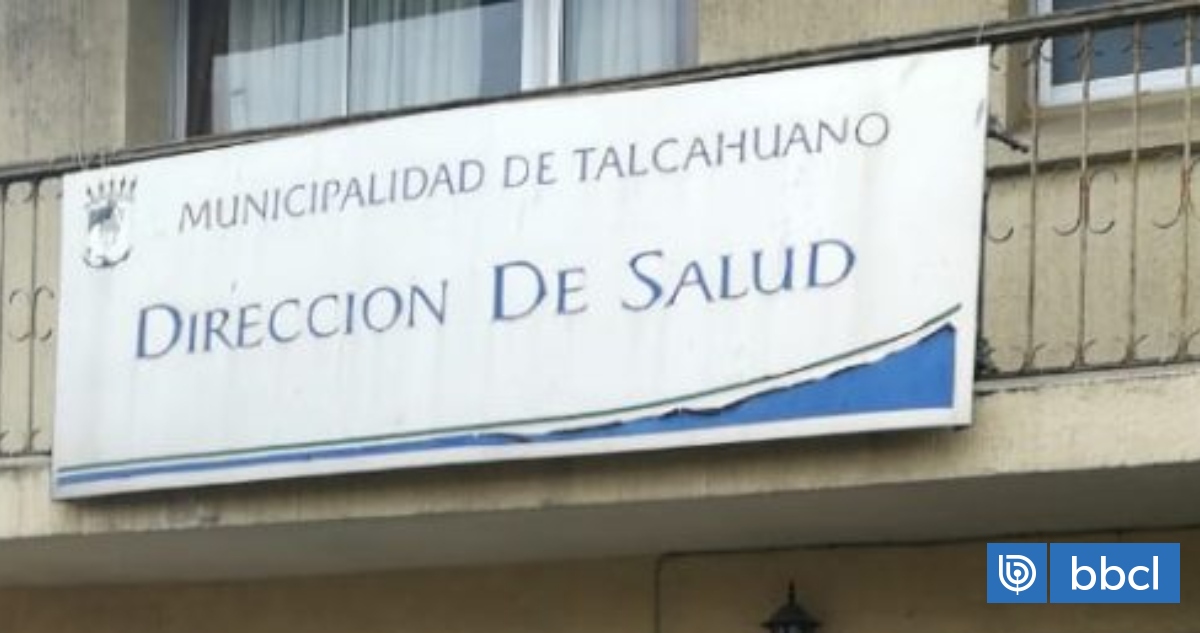 MUNICIPALIDAD DE TALCAHUANO
DIRECCION DE SALUD
bbcl